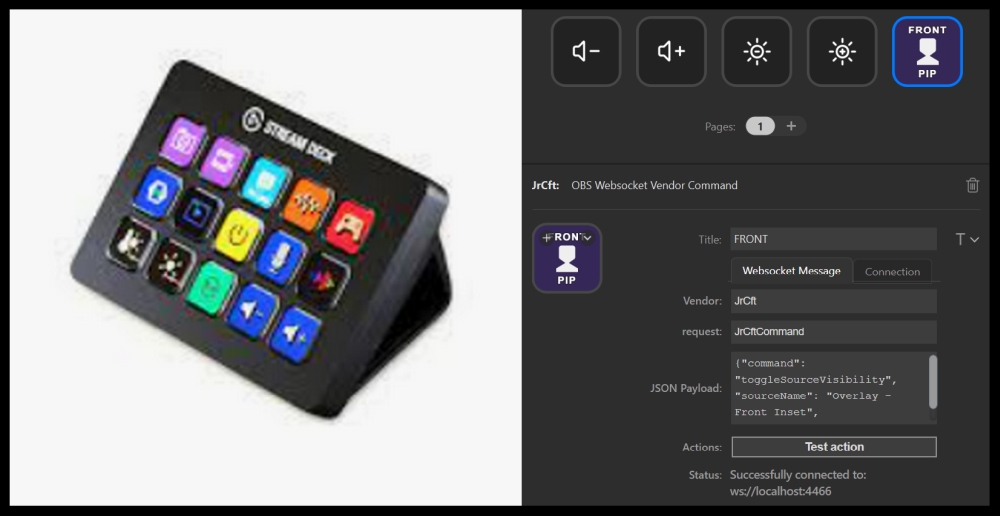 STREAM DECK
FRONT
PIP
Pages: 1 +
JrCft: OBS Websocket Vendor Command
FRONT
PIP
Title: FRONT
T
Websocket Message Connection
Vendor: JrCft
request: JrCftCommand
JSON Payload:
{"command":
"toggleSourceVisibility",
"sourceName": "Overlay -
Front Inset",
Actions: Test action
Status: Successfully connected to:
ws://localhost:4466